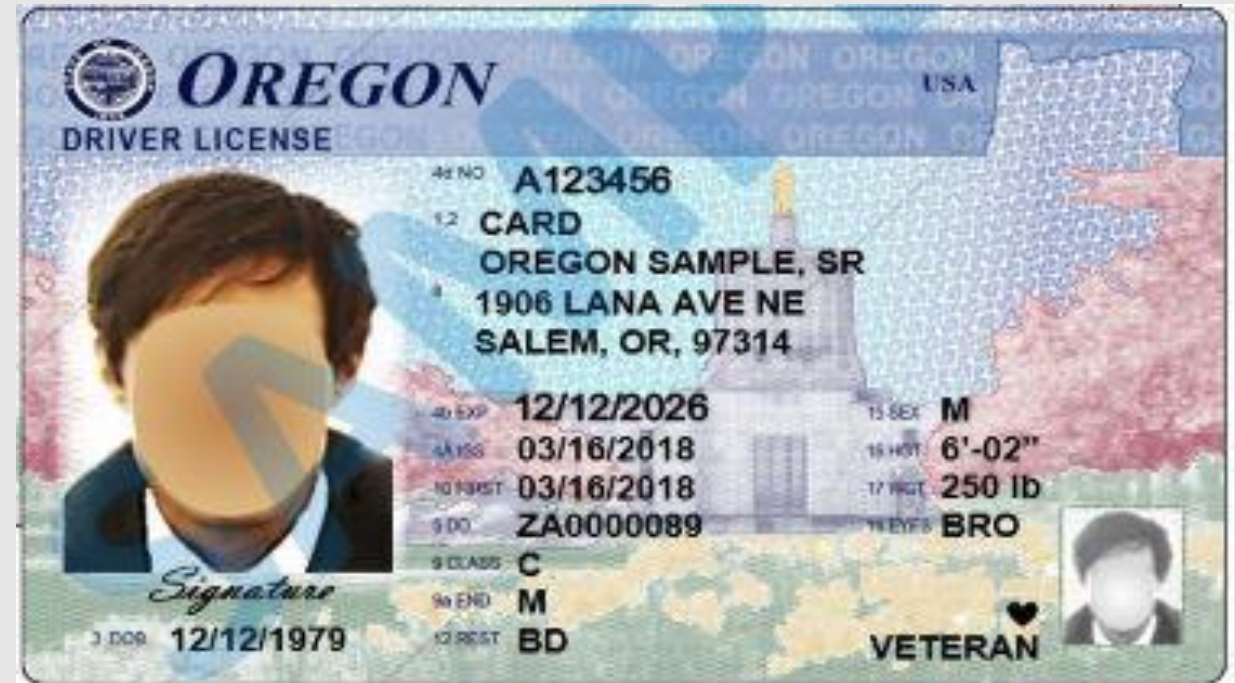 OREGON
USA
DRIVER LICENSE
4d NO A123456
1,2 CARD
OREGON SAMPLE, SR
8 1906 LANA AVE NE
SALEM, OR, 97314
4b EXP 12/12/2026
15 SEX M
4A ISS 03/16/2018
16 HGT 6'-02"
10 FIRST 03/16/2018
17 WGT 250 lb
5 DD ZA0000089
18 EYES BRO
9 CLASS C
9a END M
12 REST BD
Signature
3 DOB 12/12/1979
VETERAN